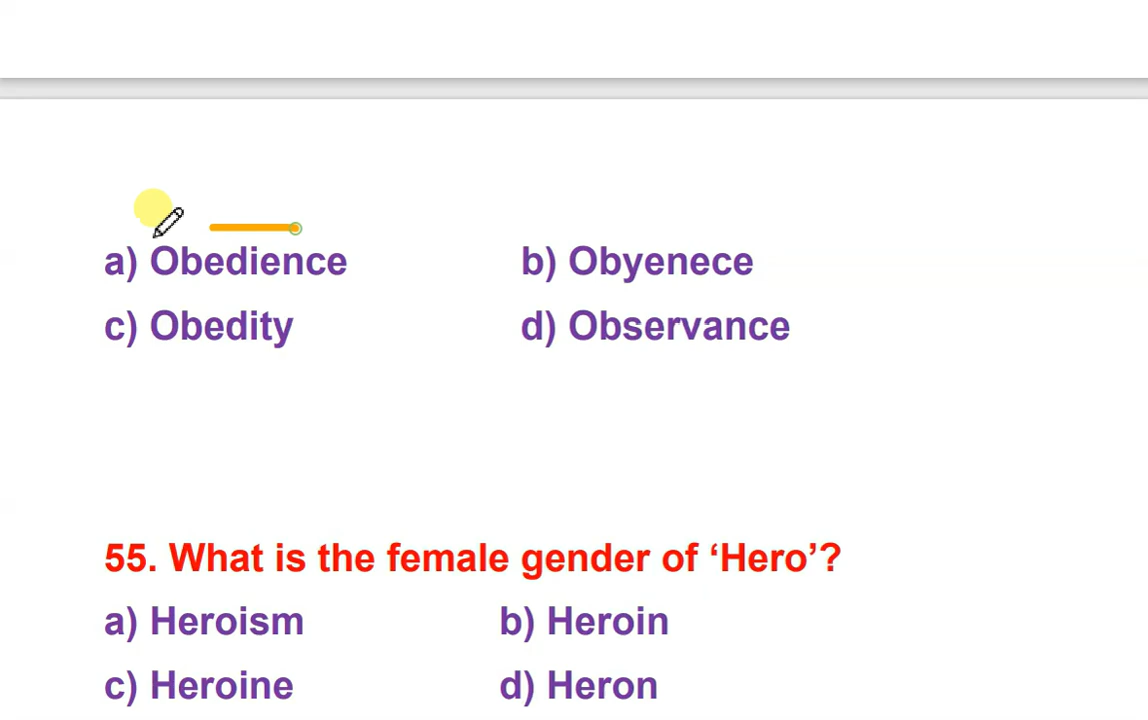 a) Obedience b) Obyenece
c) Obedity d) Observance
55. What is the female gender of ‘Hero’?
a) Heroism b) Heroin
c) Heroine d) Heron